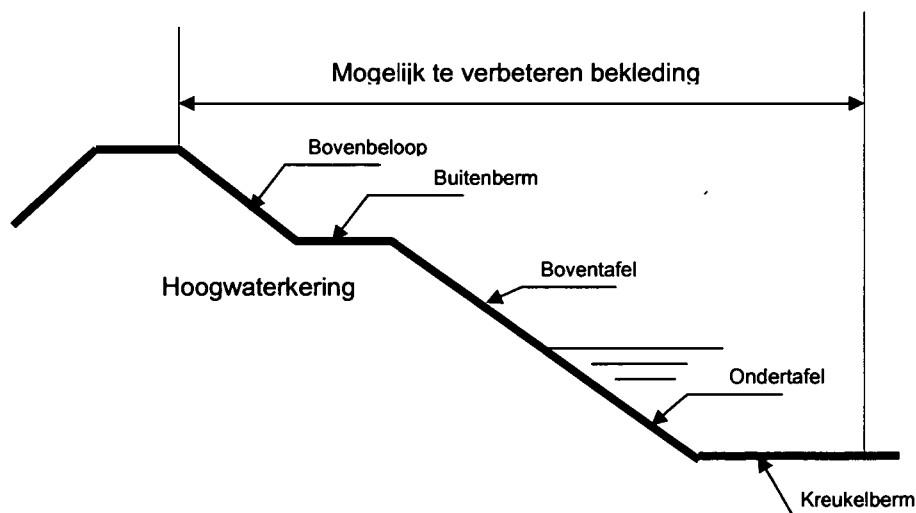 Mogelijk te verbeteren bekleding
Bovenbeloop
Buitenberm
Boventafel
Hoogwaterkering
Ondertafel
Kreukelberm